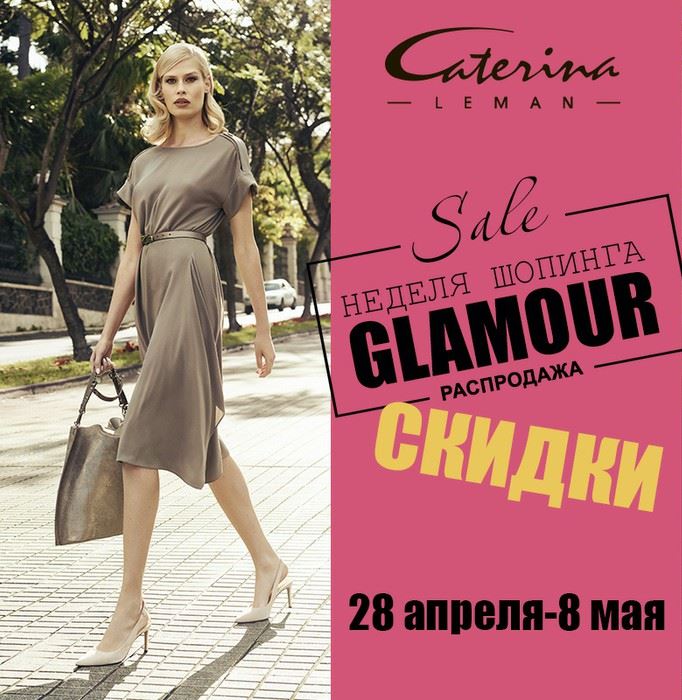 Caterina
LEMAN
Sale
НЕДЕЛЯ ШОПИНГА
GLAMOUR
РАСПРОДАЖА
СКИДКИ
28 апреля-8 мая